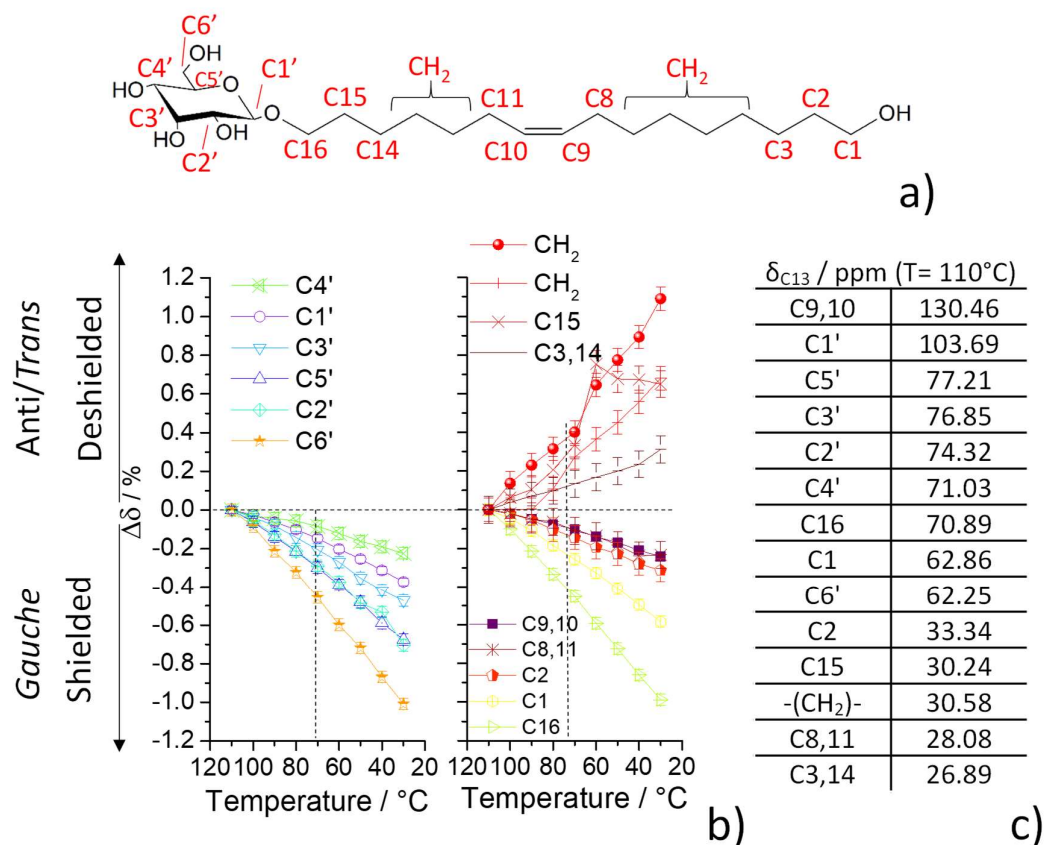 C6'
OH
C4'
C5'
C1'
HO
O
O
C3'
HO
HO
OH
C2'
C16
C15
C14
CH2
C11
C10
C9
C8
CH2
C3
C2
C1
OH
a)
Anti/Trans
Deshielded
Gauche
Shielded
Δδ / %
1.2
1.0
0.8
0.6
0.4
0.2
0.0
-0.2
-0.4
-0.6
-0.8
-1.0
-1.2
C4'
C1'
C3'
C5'
C2'
C6'
120 100 80 60 40 20
Temperature / °C
CH2
CH2
C15
C3,14
C9,10
C8,11
C2
C1
C16
120 100 80 60 40 20
Temperature / °C
b)
δC13 / ppm (T= 110°C)
C9,10 130.46
C1' 103.69
C5' 77.21
C3' 76.85
C2' 74.32
C4' 71.03
C16 70.89
C1 62.86
C6' 62.25
C2 33.34
C15 30.24
-(CH2)- 30.58
C8,11 28.08
C3,14 26.89
c)